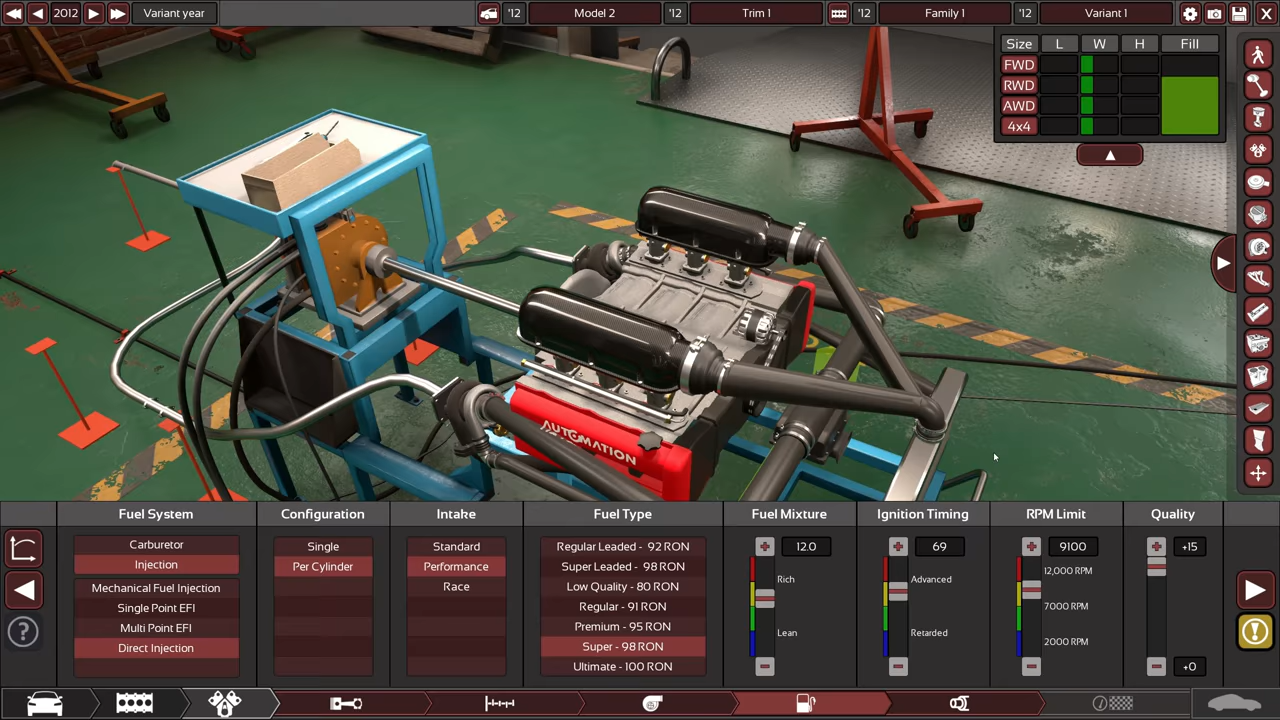 2012 Variant year '12 Model 2 '12 Trim 1 '12 Family 1 '12 Variant 1
Size L W H Fill
FWD
RWD
AWD
4x4
AUTOMATION
Fuel System
Carburetor
Injection
Mechanical Fuel Injection
Single Point EFI
Multi Point EFI
Direct Injection
Configuration
Single
Per Cylinder
Intake
Standard
Performance
Race
Fuel Type
Regular Leaded - 92 RON
Super Leaded - 98 RON
Low Quality - 80 RON
Regular - 91 RON
Premium - 95 RON
Super - 98 RON
Ultimate - 100 RON
Fuel Mixture
12.0
Rich
Lean
Ignition Timing
69
Advanced
Retarded
RPM Limit
9100
12,000 RPM
7000 RPM
2000 RPM
Quality
+15
+0